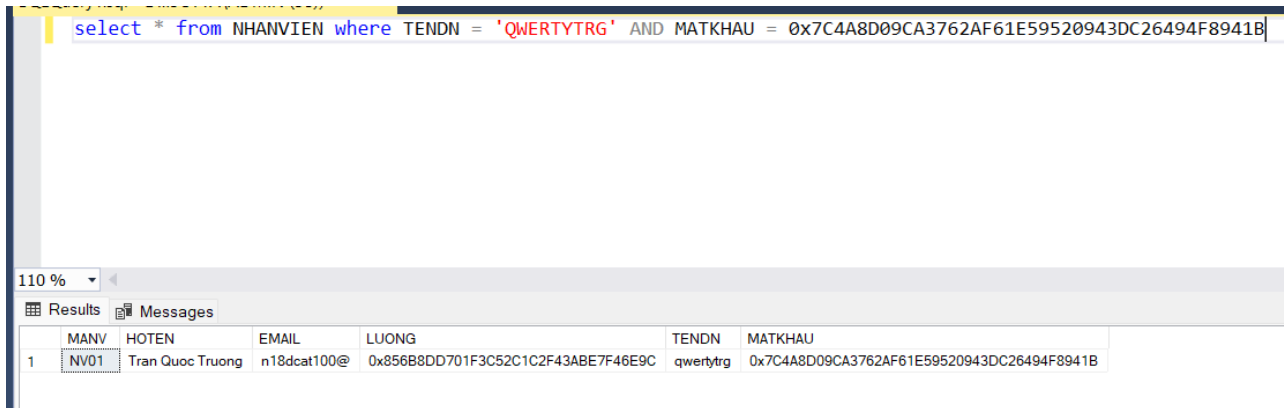 select * from NHANVIEN where TENDN = 'QWERTYTRG' AND MATKHAU = 0x7C4A8D09CA3762AF61E59520943DC26494F8941B
110 %
Results Messages
MANV HOTEN EMAIL LUONG TENDN MATKHAU
1 NV01 Tran Quoc Truong n18dcat100@ 0x856B8DD701F3C52C1C2F43ABE7F46E9C qwertytrg 0x7C4A8D09CA3762AF61E59520943DC26494F8941B